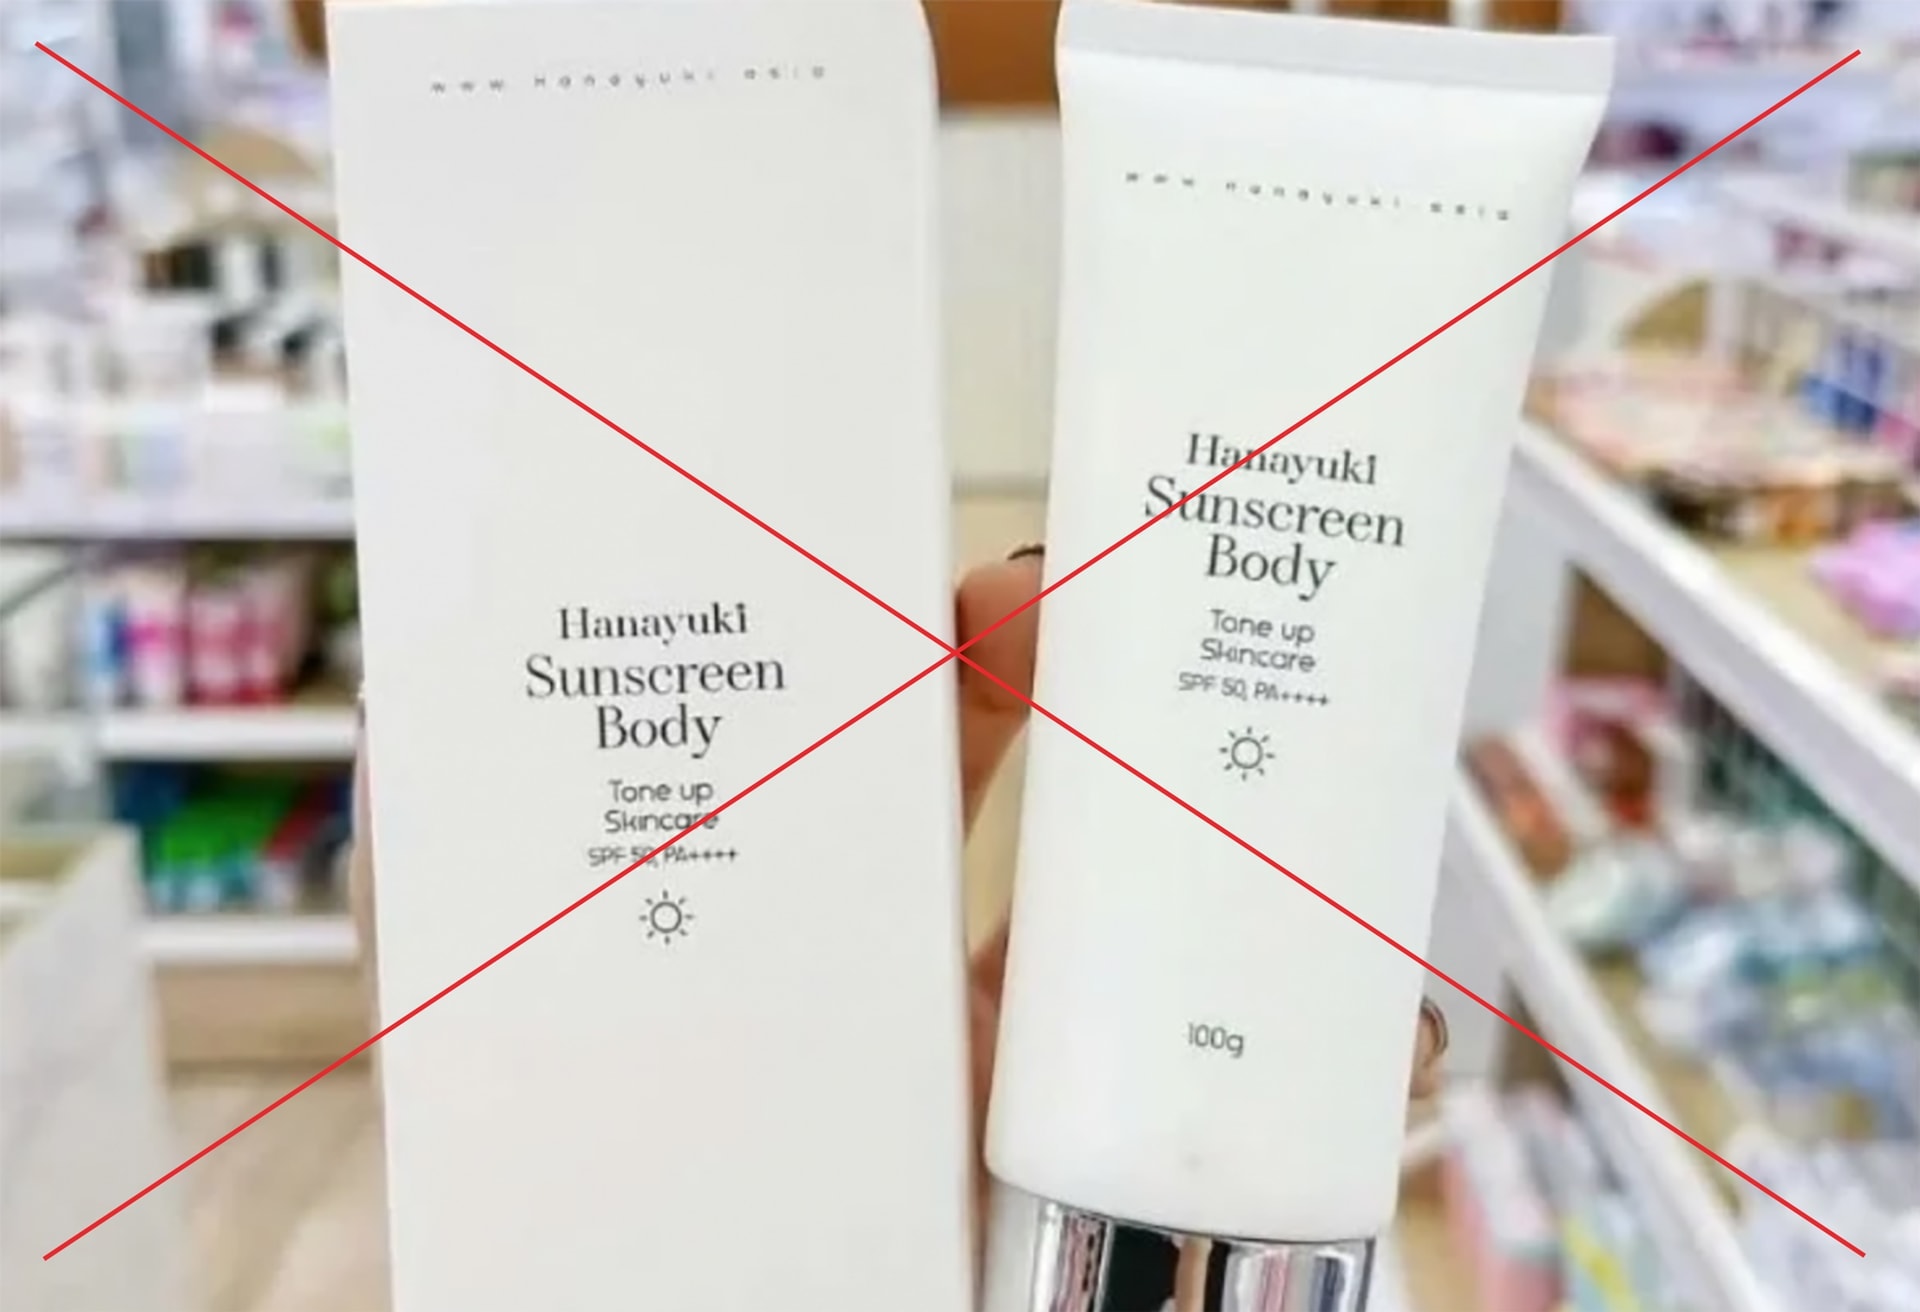 www Hanayuki asia
Hanayuki
Sunscreen
Body
Tone up
Skincare
SPF 50, PA++++
www Hanayuki asia
Hanayuki
Sunscreen
Body
Tone up
Skincare
SPF 50, PA++++
100g